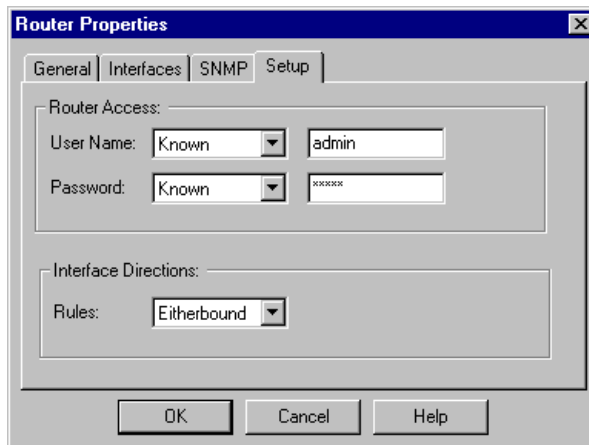 Router Properties
General Interfaces SNMP Setup
Router Access:
User Name: Known admin
Password: Known *****
Interface Directions:
Rules: Eitherbound
OK Cancel Help